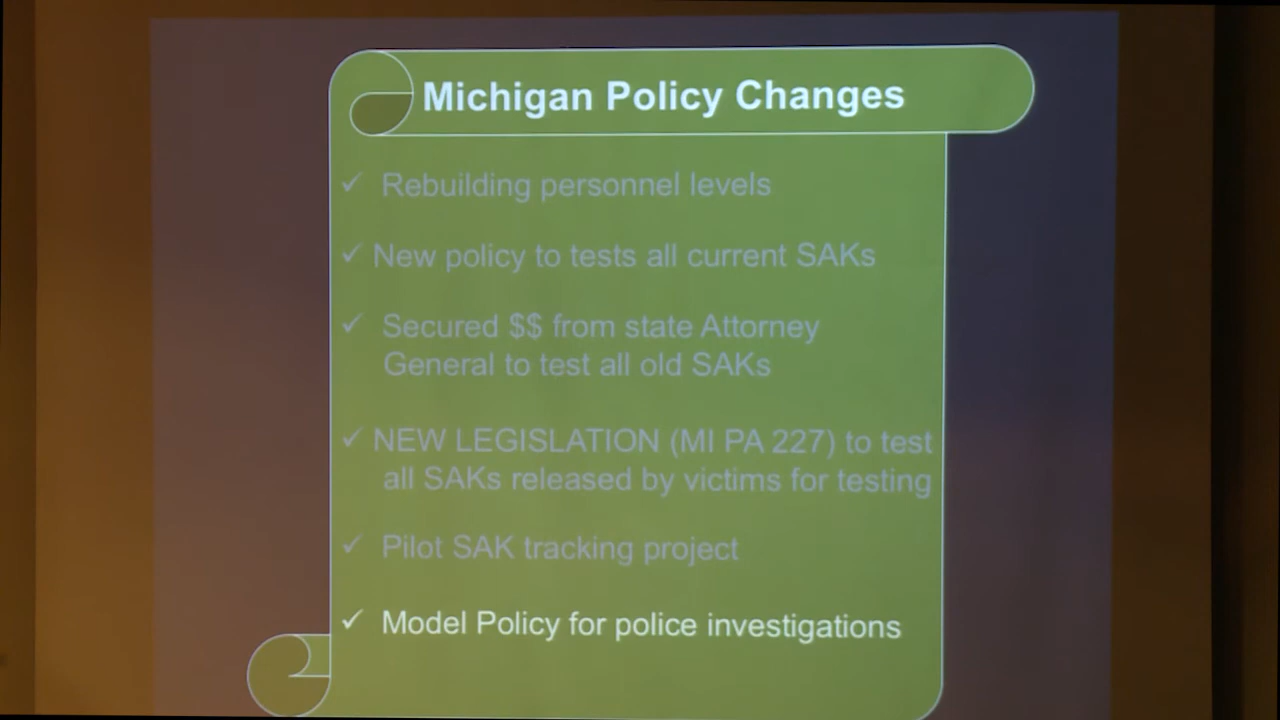 Michigan Policy Changes
✓ Rebuilding personnel levels
✓ New policy to tests all current SAKs
✓ Secured $$ from state Attorney
General to test all old SAKs
✓ NEW LEGISLATION (MI PA 227) to test
all SAKs released by victims for testing
✓ Pilot SAK tracking project
✓ Model Policy for police investigations